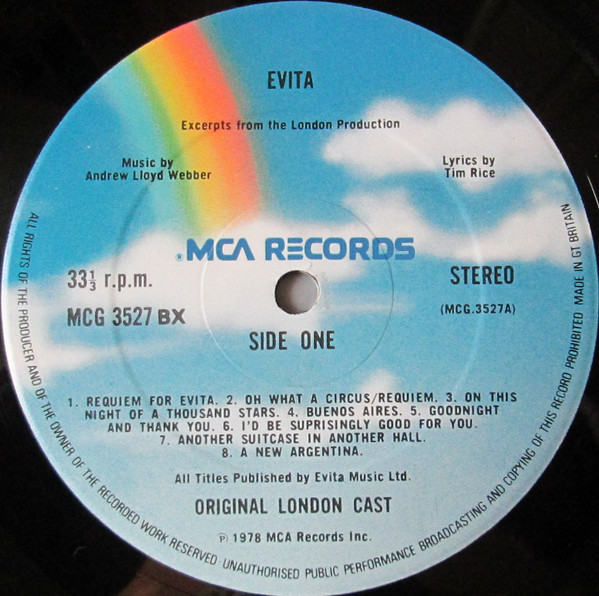 EVITA
Excerpts from the London Production
Music by
Andrew Lloyd Webber
Lyrics by
Tim Rice
®MCA RECORDS
33⅓ r.p.m.
STEREO
MCG 3527 BX
(MCG.3527A)
SIDE ONE
1. REQUIEM FOR EVITA. 2. OH WHAT A CIRCUS/REQUIEM. 3. ON THIS
NIGHT OF A THOUSAND STARS. 4. BUENOS AIRES. 5. GOODNIGHT
AND THANK YOU. 6. I'D BE SUPRISINGLY GOOD FOR YOU.
7. ANOTHER SUITCASE IN ANOTHER HALL.
8. A NEW ARGENTINA.
All Titles Published by Evita Music Ltd.
ORIGINAL LONDON CAST
℗ 1978 MCA Records Inc.
ALL RIGHTS OF THE PRODUCER AND OF THE OWNER OF THE RECORDED WORK RESERVED · UNAUTHORISED PUBLIC PERFORMANCE BROADCASTING AND COPYING OF THIS RECORD PROHIBITED MADE IN GT BRITAIN